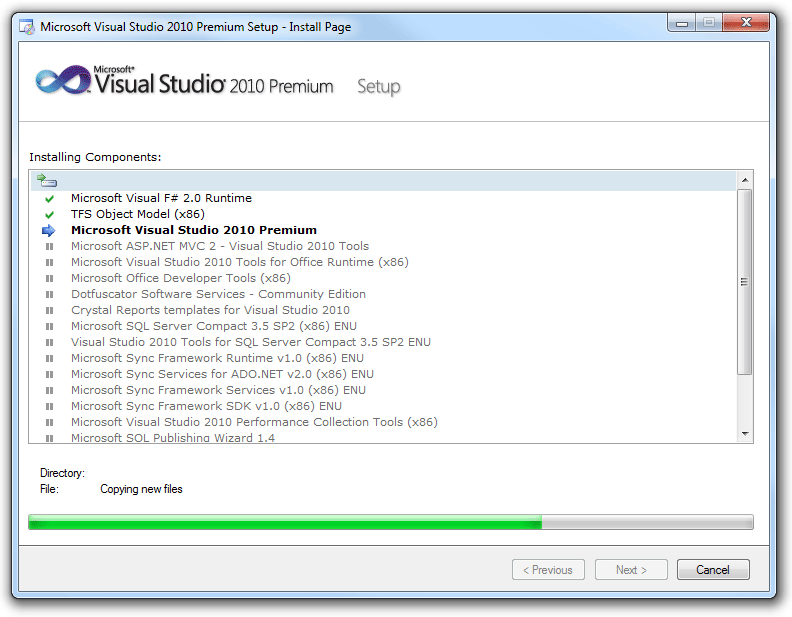 Microsoft Visual Studio 2010 Premium Setup - Install Page
Microsoft®
Visual Studio® 2010 Premium Setup
Installing Components:
Microsoft Visual F# 2.0 Runtime
TFS Object Model (x86)
Microsoft Visual Studio 2010 Premium
Microsoft ASP.NET MVC 2 - Visual Studio 2010 Tools
Microsoft Visual Studio 2010 Tools for Office Runtime (x86)
Microsoft Office Developer Tools (x86)
Dotfuscator Software Services - Community Edition
Crystal Reports templates for Visual Studio 2010
Microsoft SQL Server Compact 3.5 SP2 (x86) ENU
Visual Studio 2010 Tools for SQL Server Compact 3.5 SP2 ENU
Microsoft Sync Framework Runtime v1.0 (x86) ENU
Microsoft Sync Services for ADO.NET v2.0 (x86) ENU
Microsoft Sync Framework Services v1.0 (x86) ENU
Microsoft Sync Framework SDK v1.0 (x86) ENU
Microsoft Visual Studio 2010 Performance Collection Tools (x86)
Microsoft SQL Publishing Wizard 1.4
Directory:
File: Copying new files
< Previous Next > Cancel